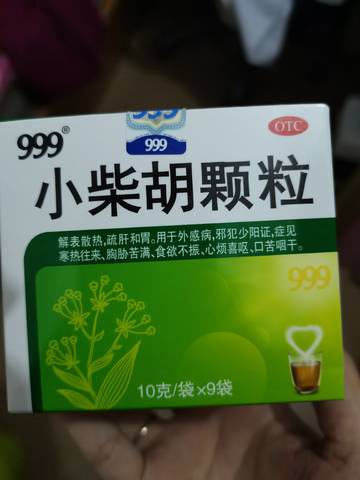 999
999®
999
OTC
小柴胡颗粒
解表散热,疏肝和胃。用于外感病,邪犯少阳证,症见
寒热往来、胸胁苦满、食欲不振、心烦喜呕、口苦咽干。
999
10克/袋×9袋